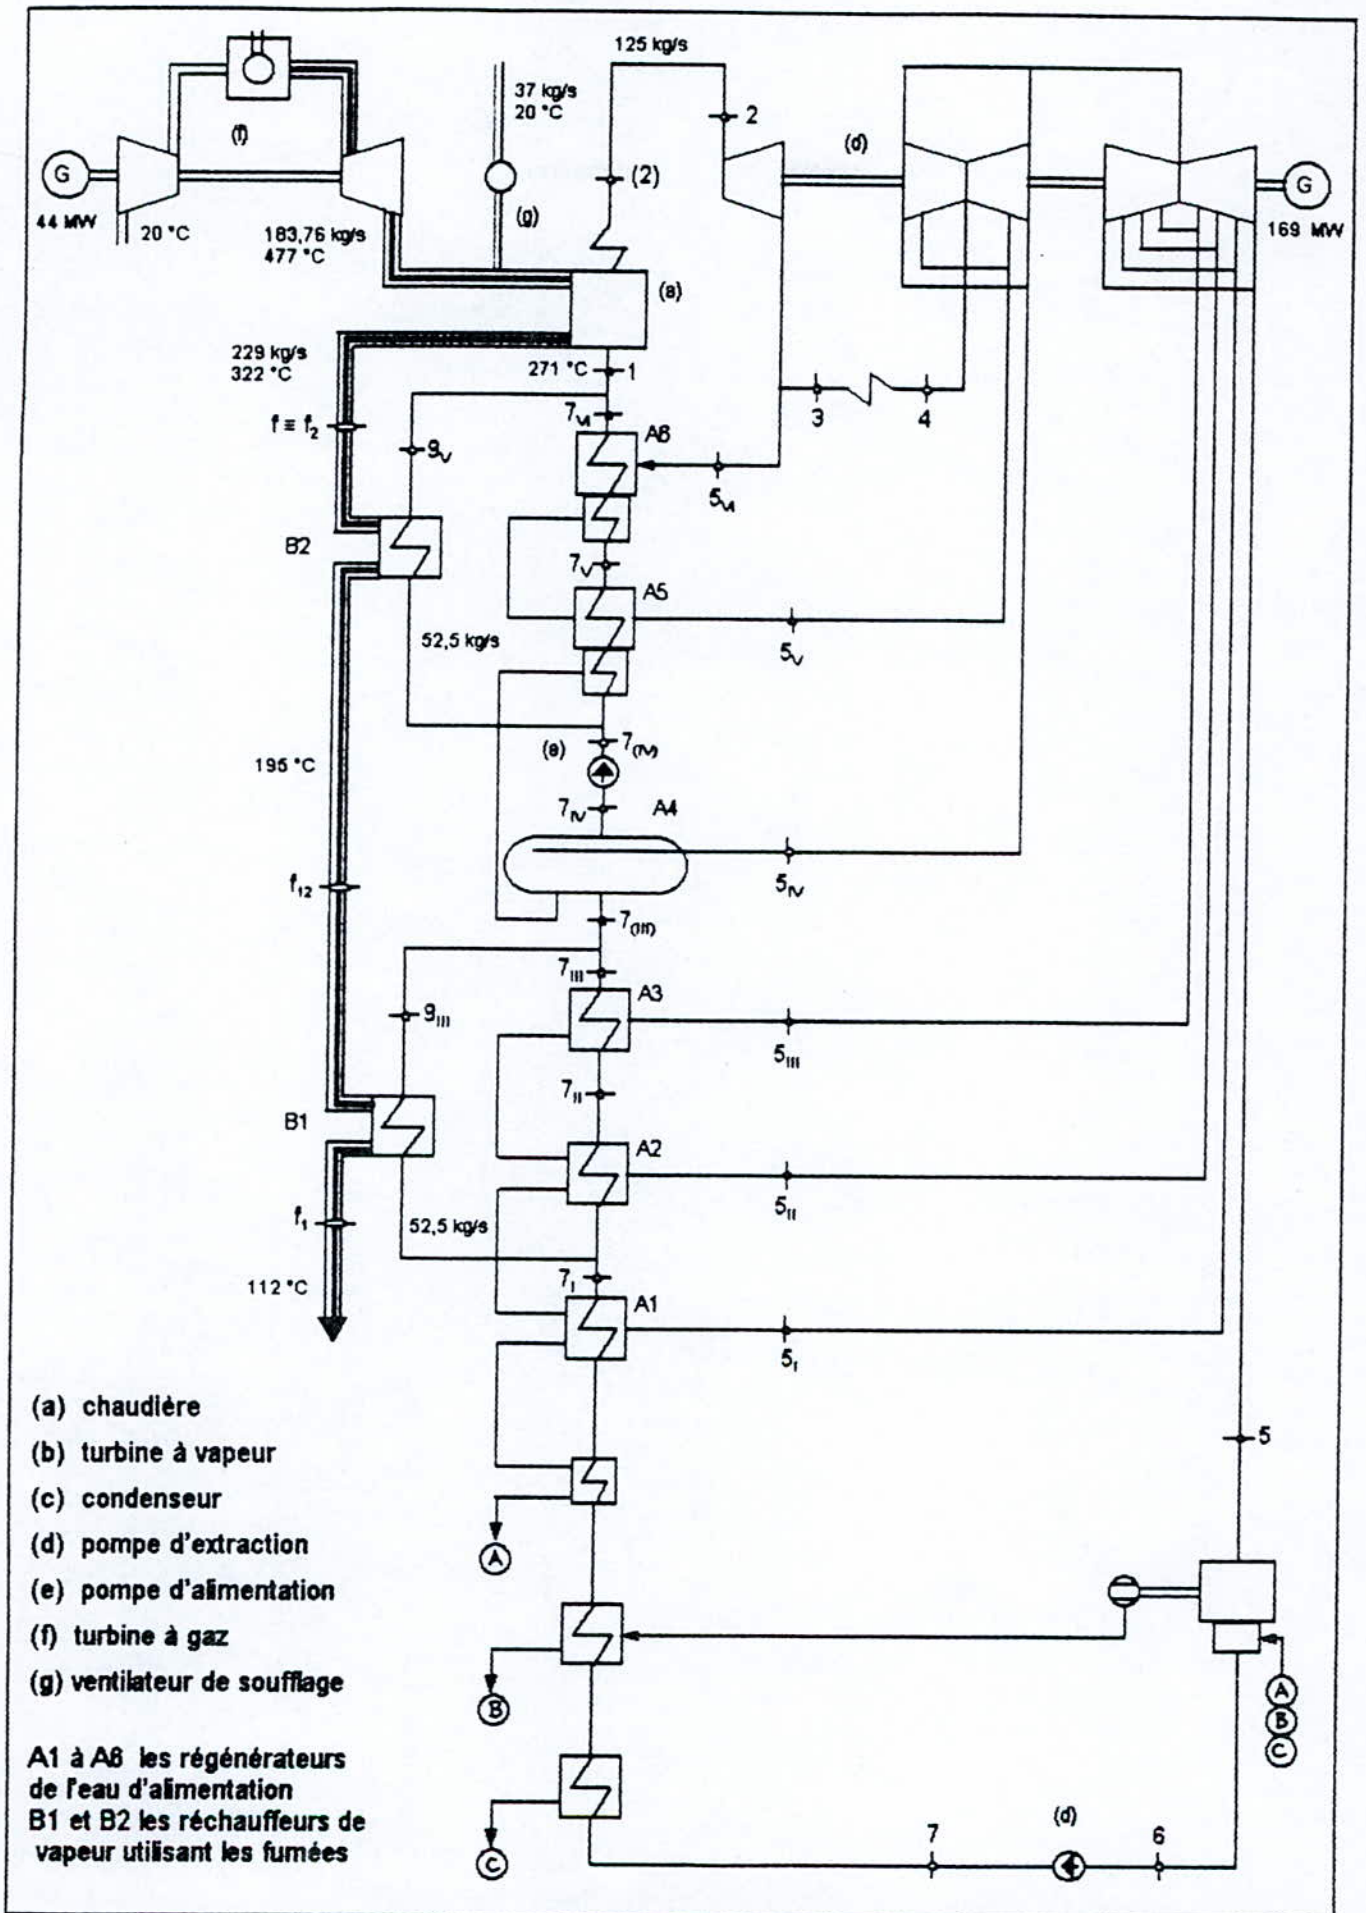 125 kg/s
37 kg/s
20 °C
2
(f)
(d)
G
(2)
G
44 MW
20 °C
183,76 kg/s
477 °C
(g)
169 MW
(a)
229 kg/s
322 °C
271 °C
1
3
4
f ≡ f₂
7VI
A6
9V
5VI
B2
7V
A5
52,5 kg/s
5V
(e)
7(IV)
195 °C
7IV
A4
f₁₂
5IV
7(III)
7III
A3
9III
5III
7II
B1
A2
f₁
52,5 kg/s
5II
7I
112 °C
A1
5I
(a) chaudière
5
(b) turbine à vapeur
(c) condenseur
(d) pompe d'extraction
A
(e) pompe d'alimentation
(f) turbine à gaz
(g) ventilateur de soufflage
B
A
B
C
A1 à A6 les régénérateurs
de l'eau d'alimentation
B1 et B2 les réchauffeurs de
vapeur utilisant les fumées
C
7
(d)
6